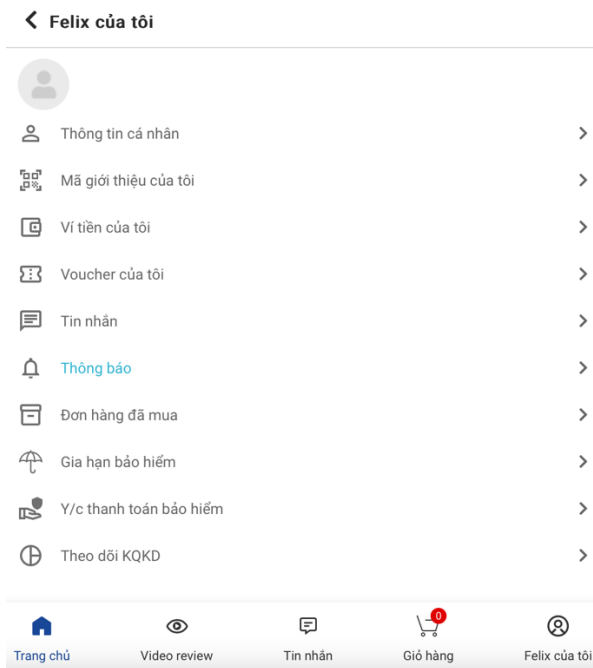 Felix của tôi
Thông tin cá nhân
Mã giới thiệu của tôi
Ví tiền của tôi
Voucher của tôi
Tin nhắn
Thông báo
Đơn hàng đã mua
Gia hạn bảo hiểm
Y/c thanh toán bảo hiểm
Theo dõi KQKD
0
Trang chủ Video review Tin nhắn Giỏ hàng Felix của tôi